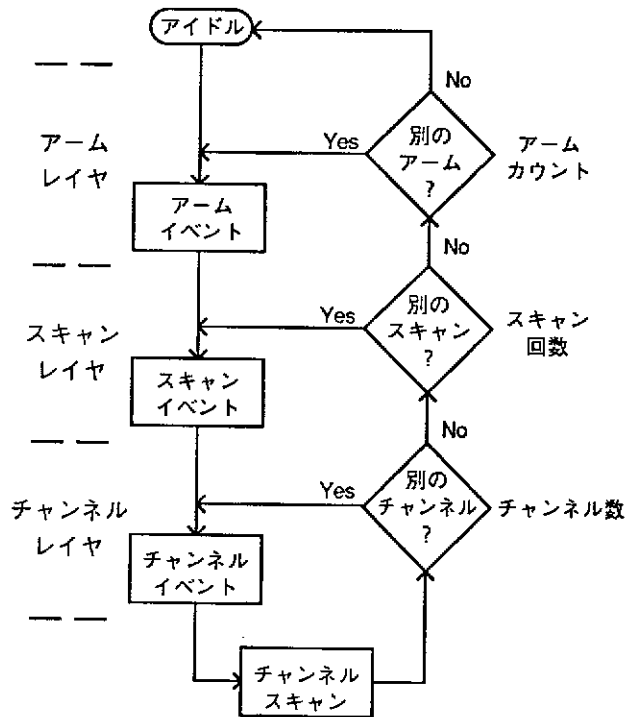 アイドル
No
アーム
レイヤ
Yes
別の
アーム
?
アーム
カウント
アーム
イベント
No
スキャン
レイヤ
Yes
別の
スキャン
?
スキャン
回数
スキャン
イベント
No
チャンネル
レイヤ
Yes
別の
チャンネル
?
チャンネル数
チャンネル
イベント
チャンネル
スキャン